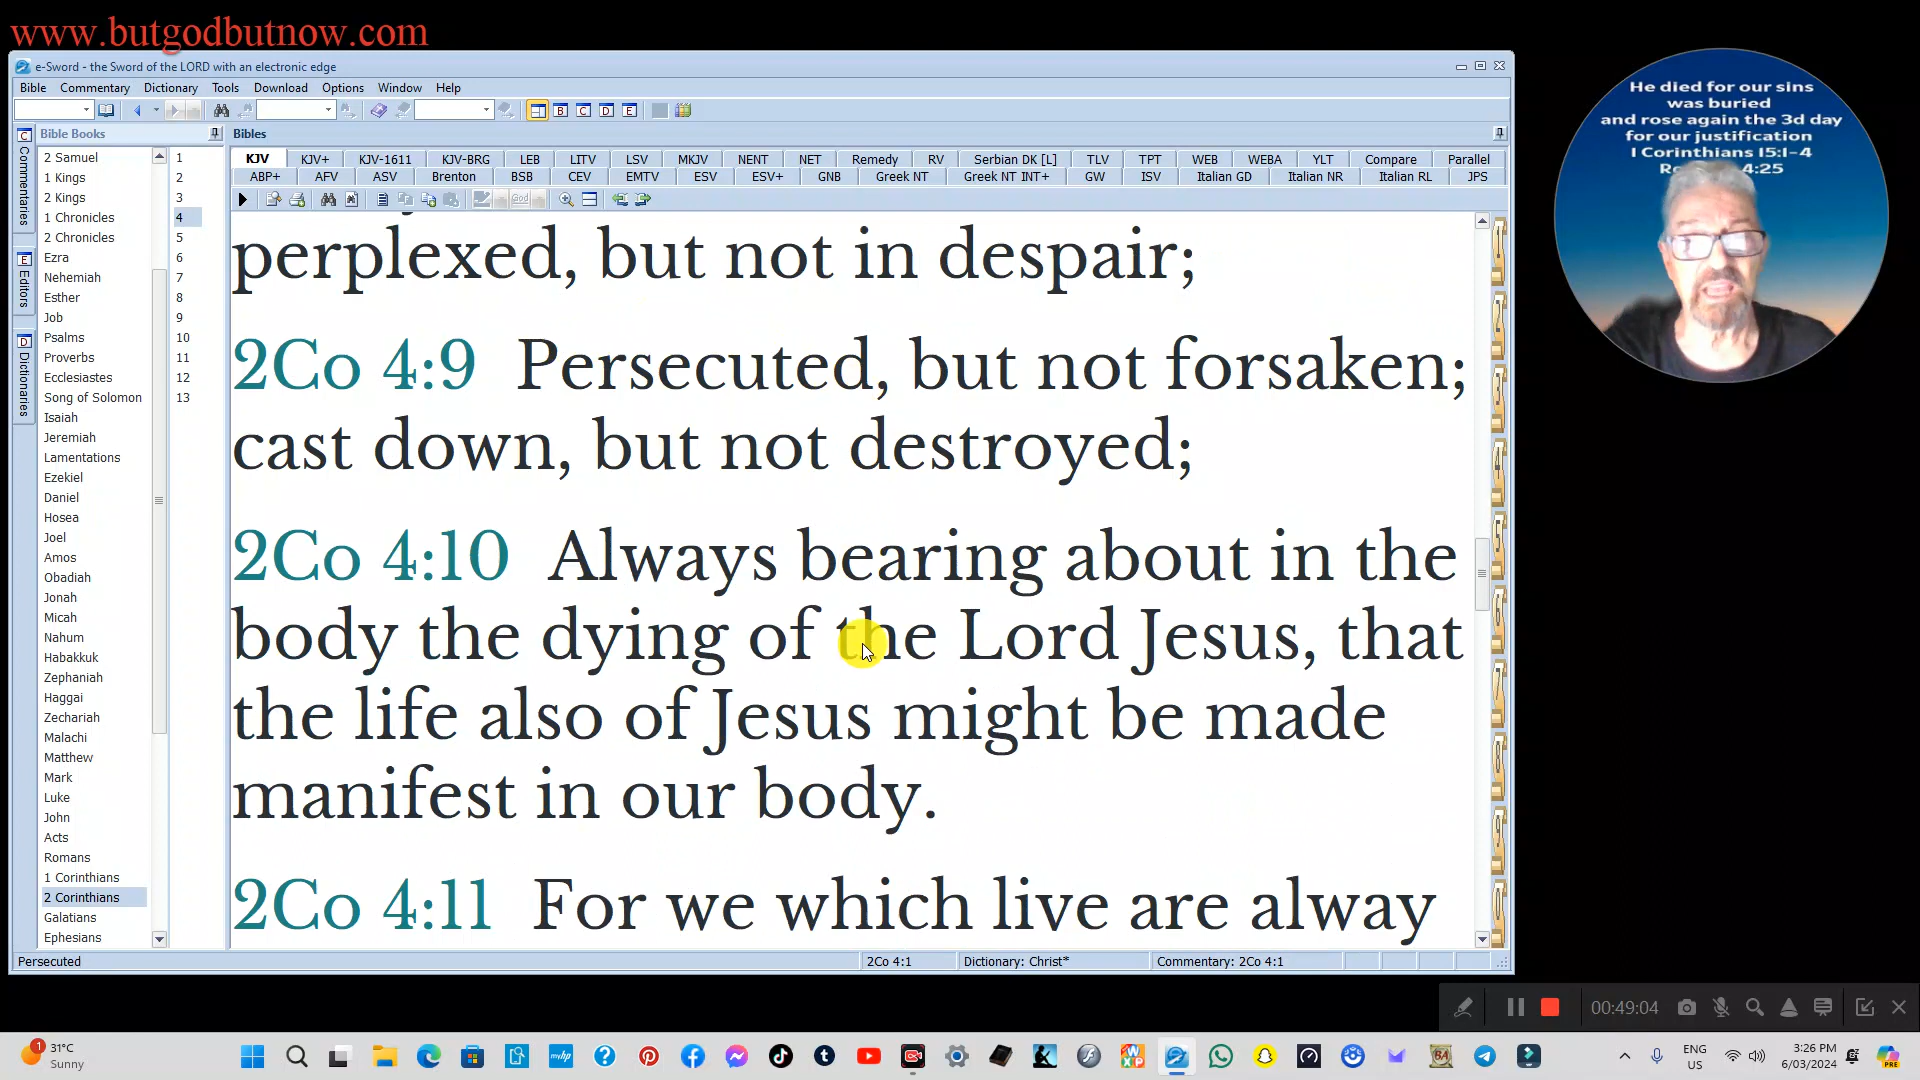 www.butgodbutnow.com
e-Sword - the Sword of the LORD with an electronic edge
Bible Commentary Dictionary Tools Download Options Window Help
Bible Books
Bibles
Commentaries
Editors
Dictionaries
2 Samuel
1 Kings
2 Kings
1 Chronicles
2 Chronicles
Ezra
Nehemiah
Esther
Job
Psalms
Proverbs
Ecclesiastes
Song of Solomon
Isaiah
Jeremiah
Lamentations
Ezekiel
Daniel
Hosea
Joel
Amos
Obadiah
Jonah
Micah
Nahum
Habakkuk
Zephaniah
Haggai
Zechariah
Malachi
Matthew
Mark
Luke
John
Acts
Romans
1 Corinthians
2 Corinthians
Galatians
Ephesians
1
2
3
4
5
6
7
8
9
10
11
12
13
KJV KJV+ KJV-1611 KJV-BRG LEB LITV LSV MKJV NENT NET Remedy RV Serbian DK [L] TLV TPT WEB WEBA YLT Compare Parallel
ABP+ AFV ASV Brenton BSB CEV EMTV ESV ESV+ GNB Greek NT Greek NT INT+ GW ISV Italian GD Italian NR Italian RL JPS
perplexed, but not in despair;
2Co 4:9 Persecuted, but not forsaken;
cast down, but not destroyed;
2Co 4:10 Always bearing about in the
body the dying of the Lord Jesus, that
the life also of Jesus might be made
manifest in our body.
2Co 4:11 For we which live are alway
Persecuted
2Co 4:1
Dictionary: Christ*
Commentary: 2Co 4:1
He died for our sins
was buried
and rose again the 3d day
for our justification
I Corinthians 15:1-4
4:25
00:49:04
31°C
Sunny
ENG
US
3:26 PM
6/03/2024